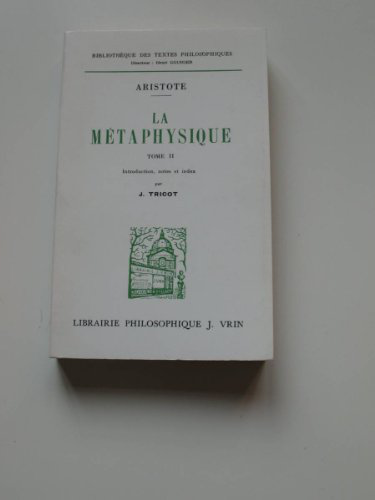 BIBLIOTHÈQUE DES TEXTES PHILOSOPHIQUES
Directeur : Henri GOUHIER
ARISTOTE
LA
MÉTAPHYSIQUE
TOME II
Introduction, notes et index
par
J. TRICOT
LIBRAIRIE PHILOSOPHIQUE J. VRIN